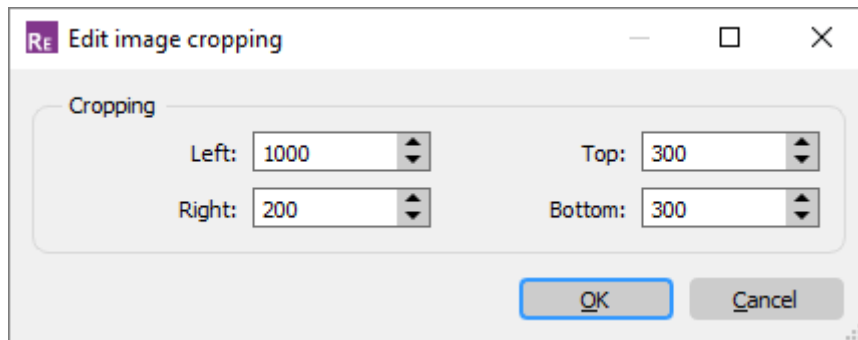 RE Edit image cropping
Cropping
Left: 1000 Top: 300
Right: 200 Bottom: 300
OK Cancel